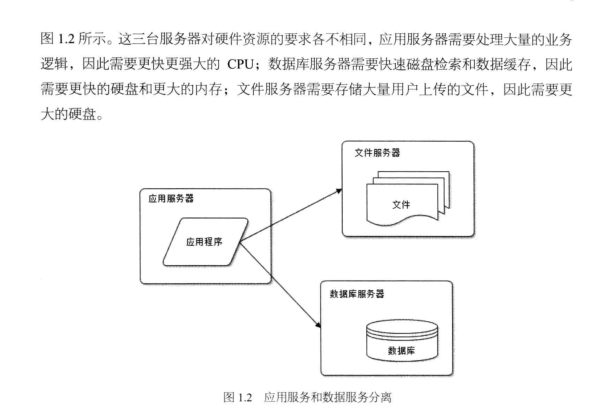 图 1.2 所示。这三台服务器对硬件资源的要求各不相同，应用服务器需要处理大量的业务
逻辑，因此需要更快更强大的 CPU；数据库服务器需要快速磁盘检索和数据缓存，因此
需要更快的硬盘和更大的内存；文件服务器需要存储大量用户上传的文件，因此需要更
大的硬盘。
文件服务器
文件
应用服务器
应用程序
数据库服务器
数据库
图 1.2 应用服务和数据服务分离